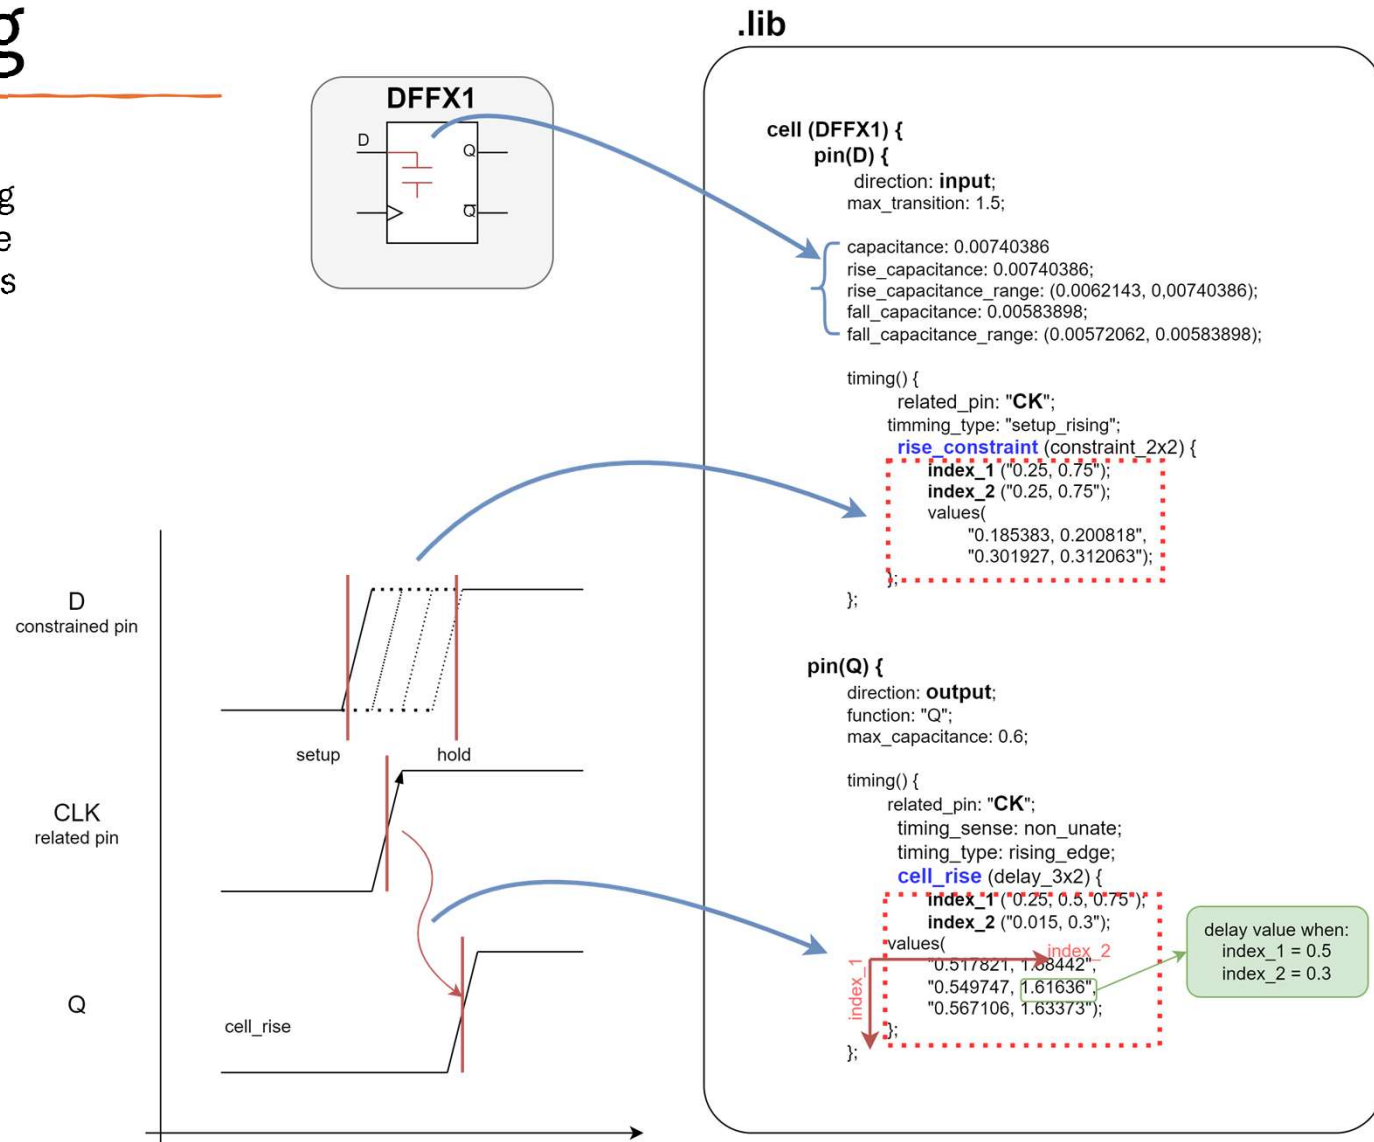 g
g
e
s
DFFX1
D
Q
Q
D
constrained pin
setup
hold
CLK
related pin
Q
cell_rise
.lib
cell (DFFX1) {
pin(D) {
direction: input;
max_transition: 1.5;
capacitance: 0.00740386
rise_capacitance: 0.00740386;
rise_capacitance_range: (0.0062143, 0,00740386);
fall_capacitance: 0.00583898;
fall_capacitance_range: (0.00572062, 0.00583898);
timing() {
related_pin: "CK";
timming_type: "setup_rising";
rise_constraint (constraint_2x2) {
index_1 ("0.25, 0.75");
index_2 ("0.25, 0.75");
values(
"0.185383, 0.200818",
"0.301927, 0.312063");
};
};
pin(Q) {
direction: output;
function: "Q";
max_capacitance: 0.6;
timing() {
related_pin: "CK";
timing_sense: non_unate;
timing_type: rising_edge;
cell_rise (delay_3x2) {
index_1 ("0.25, 0.5, 0.75");
index_2 ("0.015, 0.3");
values(
index_2
index_1
"0.517821, 1.58442",
"0.549747, 1.61636",
"0.567106, 1.63373");
};
};
delay value when:
index_1 = 0.5
index_2 = 0.3